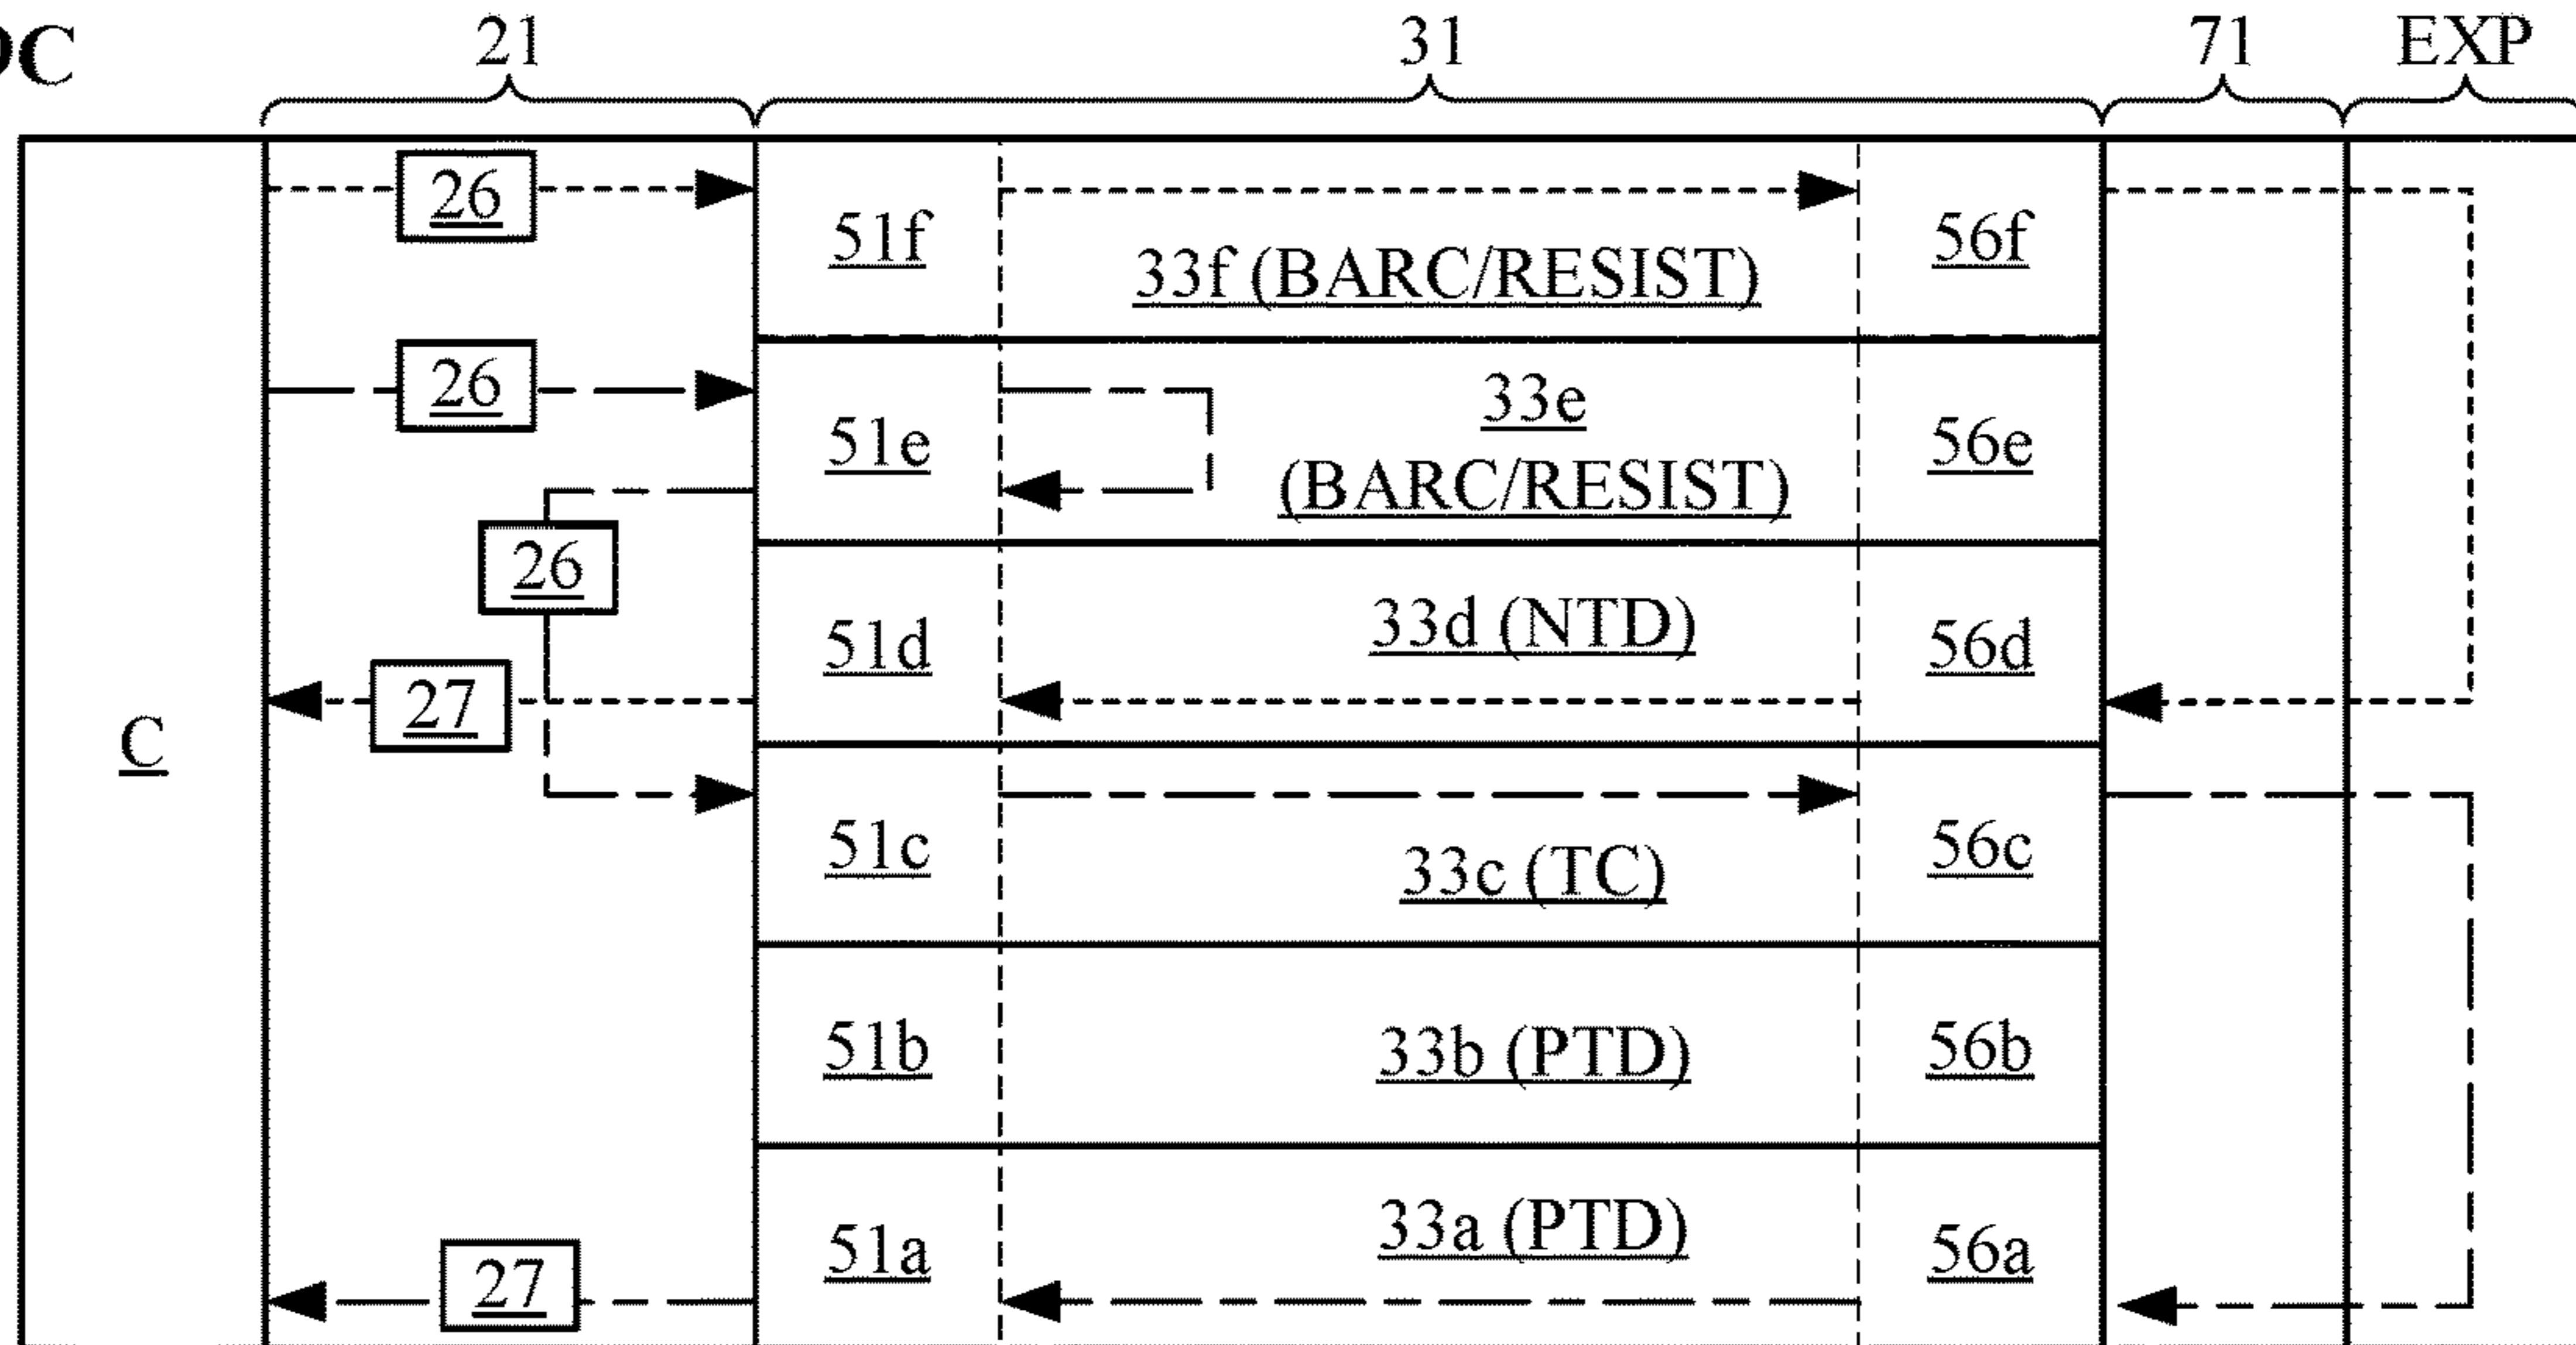 21 31 71 EXP
26
51f 33f (BARC/RESIST) 56f
26
51e 33e 56e
(BARC/RESIST)
26
51d 33d (NTD) 56d
27
C
51c 33c (TC) 56c
51b 33b (PTD) 56b
51a 33a (PTD) 56a
27